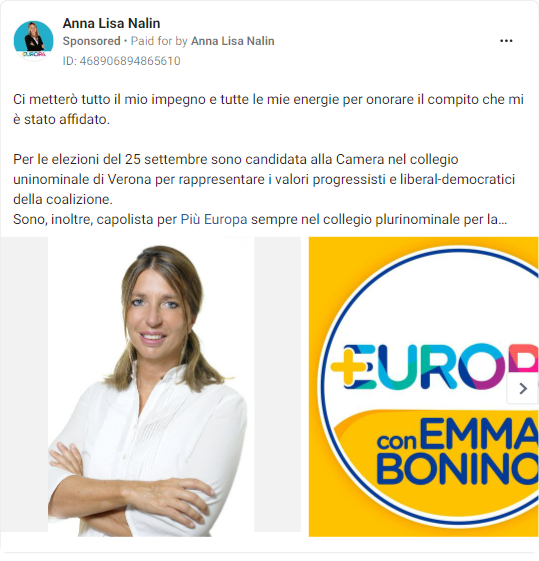 Anna Lisa Nalin
Sponsored • Paid for by Anna Lisa Nalin
ID: 468906894865610
Ci metterò tutto il mio impegno e tutte le mie energie per onorare il compito che mi
è stato affidato.
Per le elezioni del 25 settembre sono candidata alla Camera nel collegio
uninominale di Verona per rappresentare i valori progressisti e liberal-democratici
della coalizione.
Sono, inoltre, capolista per Più Europa sempre nel collegio plurinominale per la...
+EUROP
con EMMA
BONINO